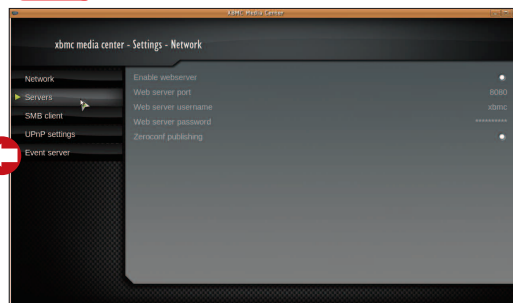 XBMC Media Center
xbmc media center - Settings - Network
Network
Servers
SMB client
UPnP settings
Event server
Enable webserver
Web server port 8080
Web server username xbmc
Web server password **********
Zeroconf publishing